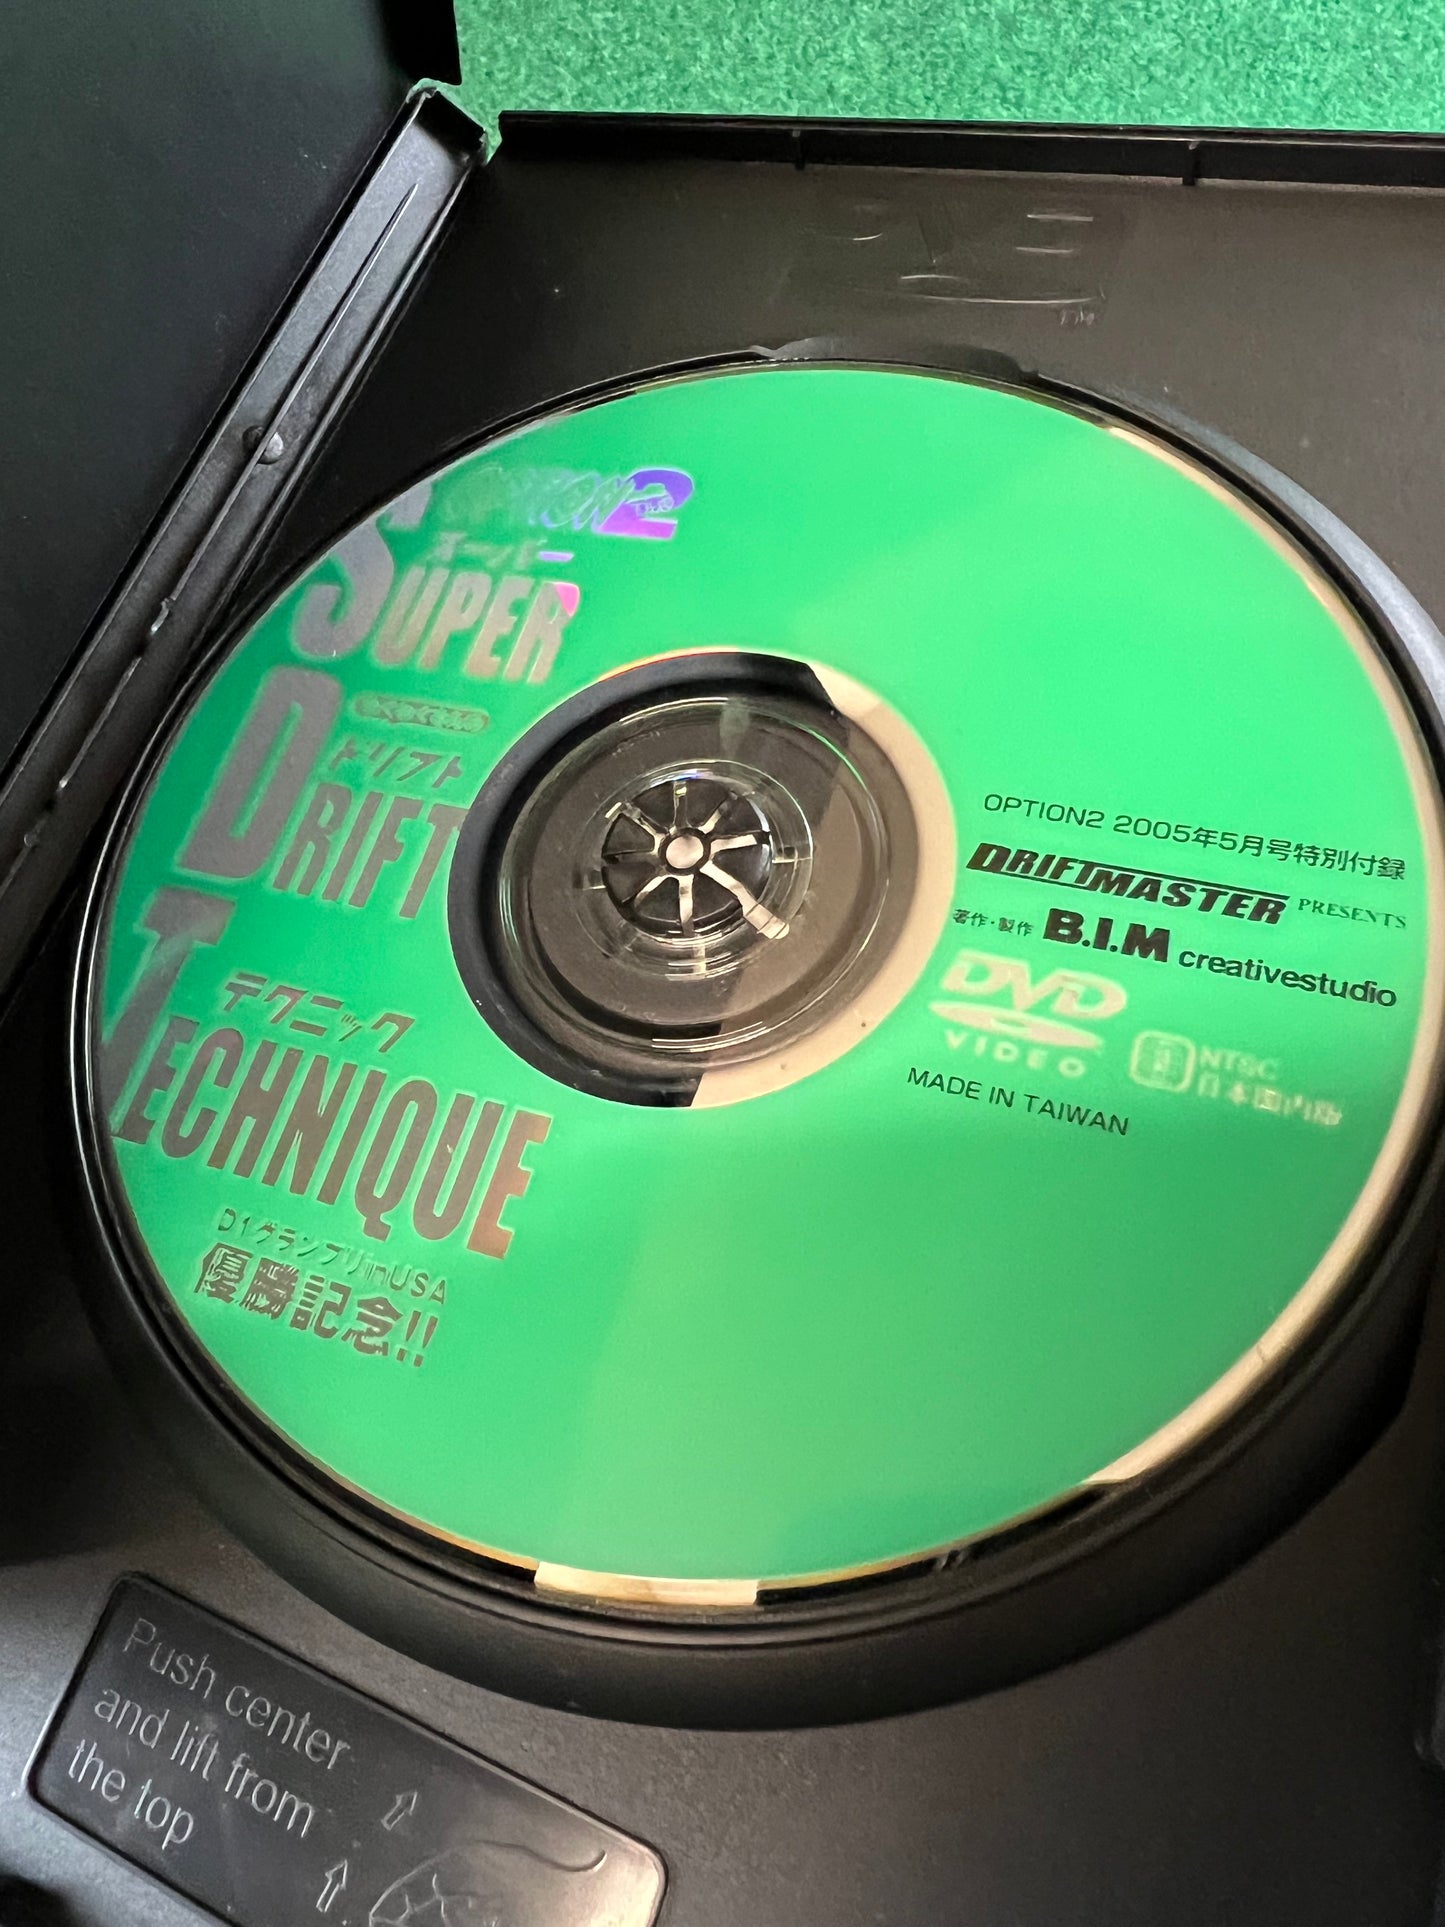 OPTION2
スーパー
SUPER
ドリフト
DRIFT
テクニック
TECHNIQUE
D1グランプリinUSA
優勝記念!!
OPTION2 2005年5月号特別付録
DRIFTMASTER PRESENTS
著作・製作 B.I.M creativestudio
DVD
VIDEO
NTSC
日本国内版
MADE IN TAIWAN
Push center
and lift from
the top